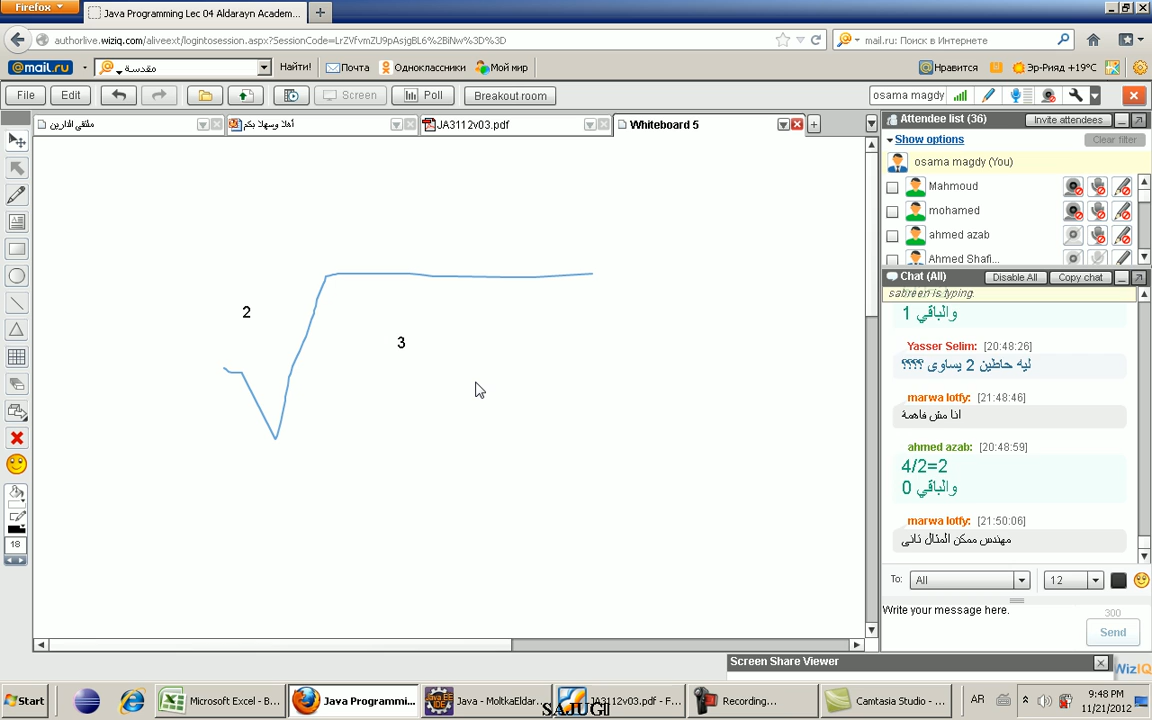 Firefox
Java Programming Lec 04 Aldarayn Academ...
authorlive.wiziq.com/aliveext/logintosession.aspx?SessionCode=LrZVfvmZU9pAsjgBL6%2BiNw%3D%3D
mail.ru: Поиск в Интернете
@mail.ru
مقدسة
Найти!
Почта
Одноклассники
Мой мир
Нравится
Эр-Рияд +19°C
File
Edit
Screen
Poll
Breakout room
osama magdy
ملتقى الدارين
أهلا وسهلا بكم
JA3112v03.pdf
Whiteboard 5
Attendee list (36)
Invite attendees
Show options
Clear filter
osama magdy (You)
Mahmoud
mohamed
ahmed azab
Ahmed Shafi...
2
3
Chat (All)
Disable All
Copy chat
sabreen is typing.
والباقي 1
Yasser Selim: [20:48:26]
ليه حاطين 2 يساوى ؟؟؟؟
marwa lotfy: [21:48:46]
انا مش فاهمة
ahmed azab: [20:48:59]
4/2=2
والباقي 0
marwa lotfy: [21:50:06]
مهندس ممكن المثال تانى
To:
All
12
Write your message here.
300
Send
18
Screen Share Viewer
WizIQ
Start
Microsoft Excel - B...
Java Programmi...
Java - MoltkaEldar...
JA3112v03.pdf - F...
Recording...
Camtasia Studio - ...
AR
9:48 PM
11/21/2012